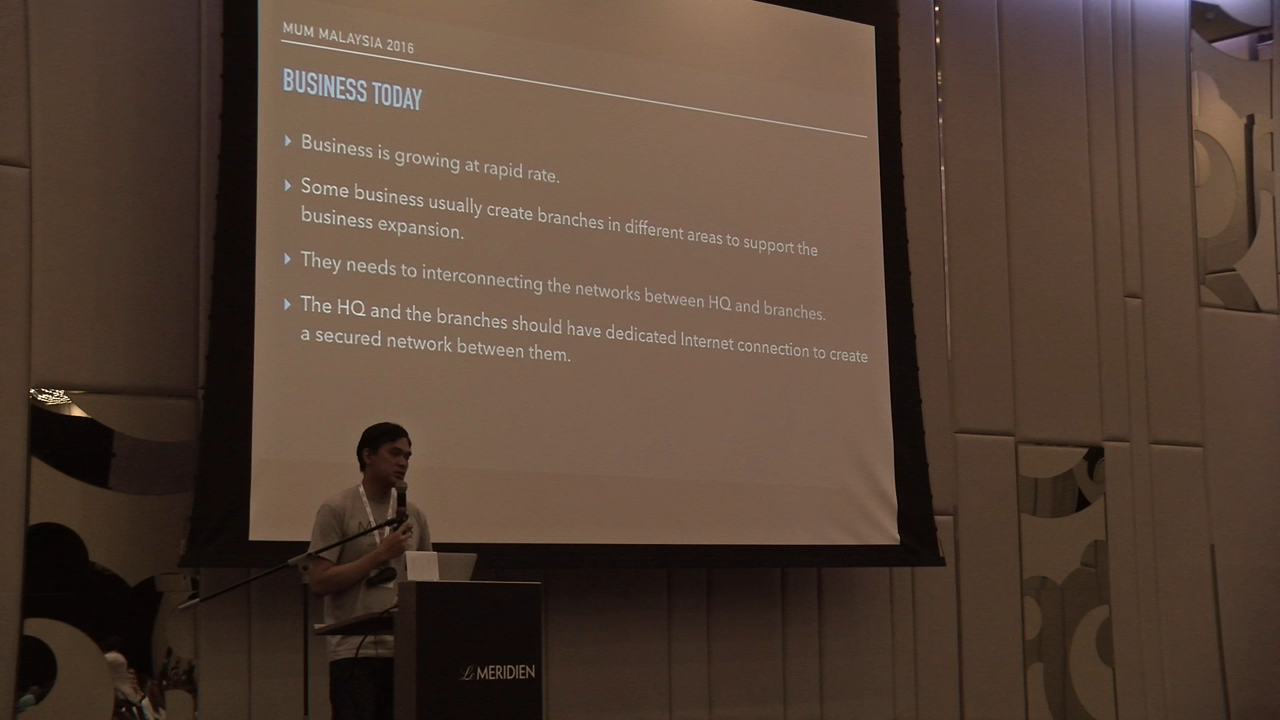 MUM MALAYSIA 2016
BUSINESS TODAY
Business is growing at rapid rate.
Some business usually create branches in different areas to support the
business expansion.
They needs to interconnecting the networks between HQ and branches.
The HQ and the branches should have dedicated Internet connection to create
a secured network between them.
Le MERIDIEN